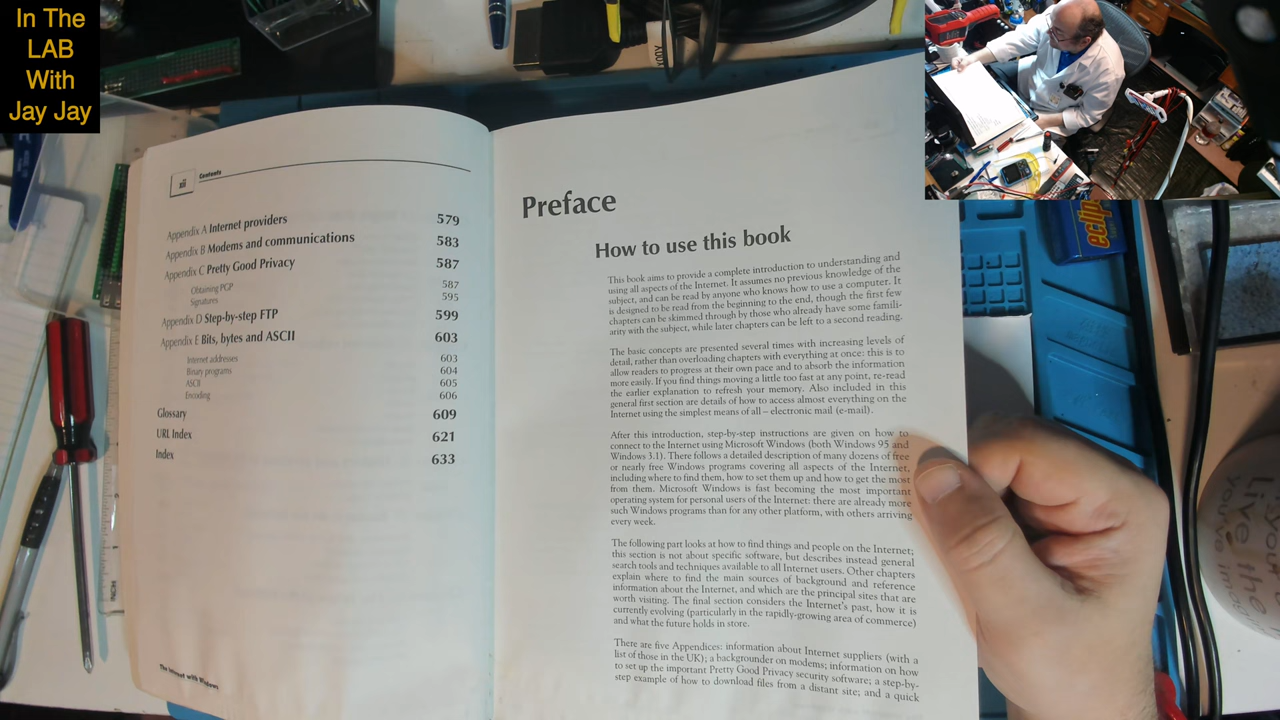 In The
LAB
With
Jay Jay
xii
Contents
Appendix A Internet providers 579
Appendix B Modems and communications 583
Appendix C Pretty Good Privacy 587
Obtaining PGP 587
Signatures 595
Appendix D Step-by-step FTP 599
Appendix E Bits, bytes and ASCII 603
Internet addresses 603
Binary programs 604
ASCII 605
Encoding 606
Glossary 609
URL Index 621
Index 633
The Internet with Windows
Preface
How to use this book
This book aims to provide a complete introduction to understanding and
using all aspects of the Internet. It assumes no previous knowledge of the
subject, and can be read by anyone who knows how to use a computer. It
is designed to be read from the beginning to the end, though the first few
chapters can be skimmed through by those who already have some famili-
arity with the subject, while later chapters can be left to a second reading.
The basic concepts are presented several times with increasing levels of
detail, rather than overloading chapters with everything at once: this is to
allow readers to progress at their own pace and to absorb the information
more easily. If you find things moving a little too fast at any point, re-read
the earlier explanation to refresh your memory. Also included in this
general first section are details of how to access almost everything on the
Internet using the simplest means of all – electronic mail (e-mail).
After this introduction, step-by-step instructions are given on how to
connect to the Internet using Microsoft Windows (both Windows 95 and
Windows 3.1). There follows a detailed description of many dozens of free
or nearly free Windows programs covering all aspects of the Internet,
including where to find them, how to set them up and how to get the most
from them. Microsoft Windows is fast becoming the most important
operating system for personal users of the Internet: there are already more
such Windows programs than for any other platform, with others arriving
every week.
The following part looks at how to find things and people on the Internet;
this section is not about specific software, but describes instead general
search tools and techniques available to all Internet users. Other chapters
explain where to find the main sources of background and reference
information about the Internet, and which are the principal sites that are
worth visiting. The final section considers the Internet's past, how it is
currently evolving (particularly in the rapidly-growing area of commerce)
and what the future holds in store.
There are five Appendices: information about Internet suppliers (with a
list of those in the UK); a backgrounder on modems; information on how
to set up the important Pretty Good Privacy security software; a step-by-
step example of how to download files from a distant site; and a quick
Live the